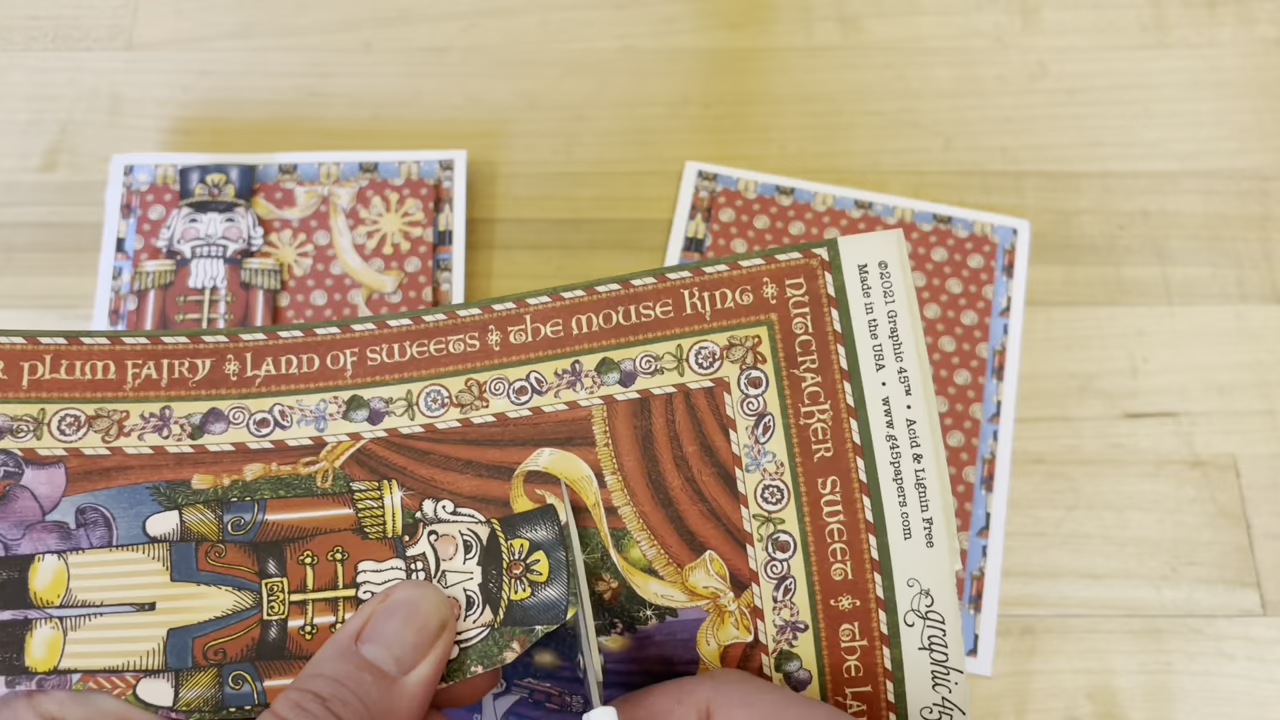 PLUM FAIRY LAND OF SWEETS THE MOUSE KING
NUTCRACKER SWEET THE
©2021 Graphic 45™ • Acid & Lignin Free
Made in the USA • www.g45papers.com
graphic 45